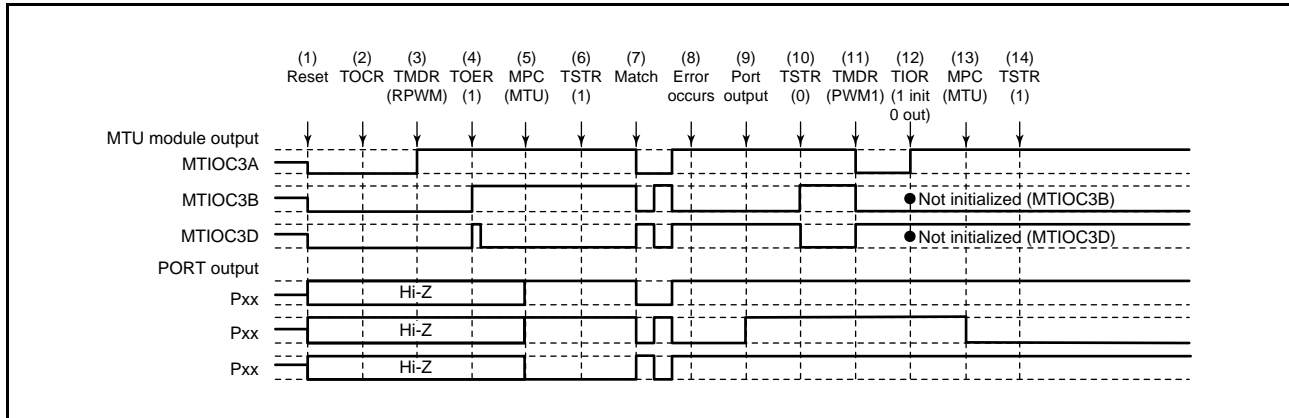 (1) (2) (3) (4) (5) (6) (7) (8) (9) (10) (11) (12) (13) (14)
Reset TOCR TMDR TOER MPC TSTR Match Error Port TSTR TMDR TIOR MPC TSTR
(RPWM) (1) (MTU) (1) occurs output (0) (PWM1) (1 init (MTU) (1)
0 out)
MTU module output
MTIOC3A
MTIOC3B
Not initialized (MTIOC3B)
MTIOC3D
Not initialized (MTIOC3D)
PORT output
Pxx
Hi-Z
Pxx
Hi-Z
Pxx
Hi-Z